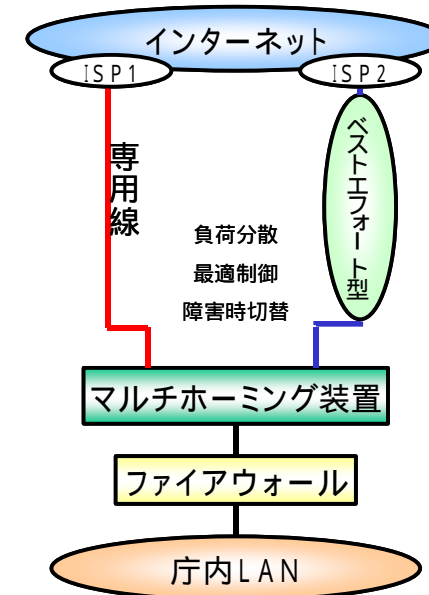 インターネット
ISP1
ISP2
専用線
ベストエフォート型
負荷分散
最適制御
障害時切替
マルチホーミング装置
ファイアウォール
庁内LAN